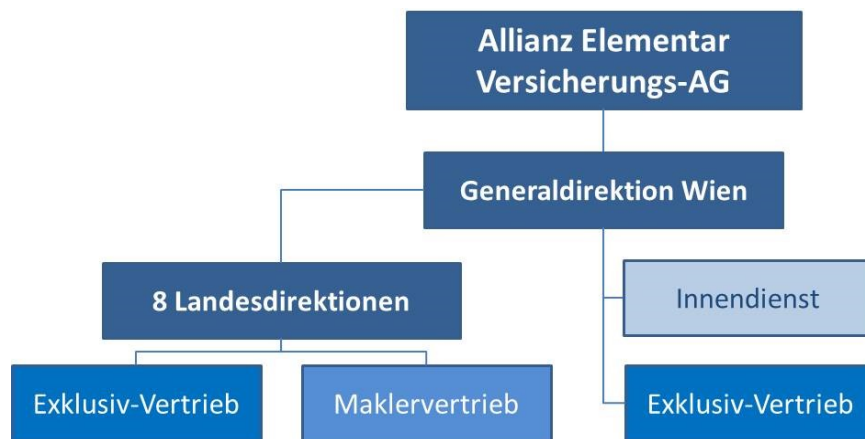 Allianz Elementar
Versicherungs-AG
Generaldirektion Wien
8 Landesdirektionen
Innendienst
Exklusiv-Vertrieb
Maklervertrieb
Exklusiv-Vertrieb